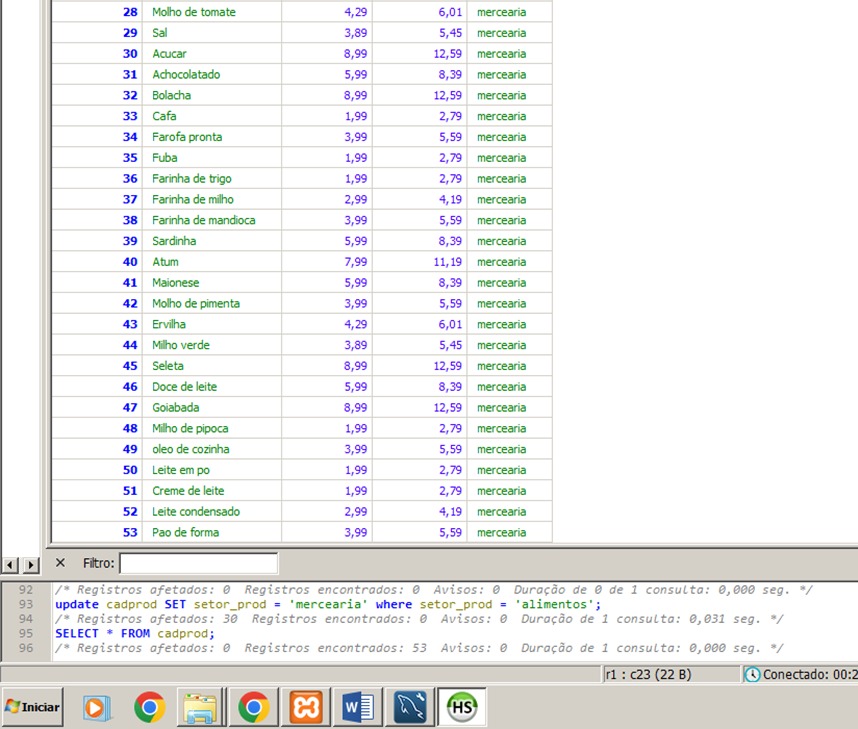 28 Molho de tomate 4,29 6,01 mercearia
29 Sal 3,89 5,45 mercearia
30 Acucar 8,99 12,59 mercearia
31 Achocolatado 5,99 8,39 mercearia
32 Bolacha 8,99 12,59 mercearia
33 Cafa 1,99 2,79 mercearia
34 Farofa pronta 3,99 5,59 mercearia
35 Fuba 1,99 2,79 mercearia
36 Farinha de trigo 1,99 2,79 mercearia
37 Farinha de milho 2,99 4,19 mercearia
38 Farinha de mandioca 3,99 5,59 mercearia
39 Sardinha 5,99 8,39 mercearia
40 Atum 7,99 11,19 mercearia
41 Maionese 5,99 8,39 mercearia
42 Molho de pimenta 3,99 5,59 mercearia
43 Ervilha 4,29 6,01 mercearia
44 Milho verde 3,89 5,45 mercearia
45 Seleta 8,99 12,59 mercearia
46 Doce de leite 5,99 8,39 mercearia
47 Goiabada 8,99 12,59 mercearia
48 Milho de pipoca 1,99 2,79 mercearia
49 oleo de cozinha 3,99 5,59 mercearia
50 Leite em po 1,99 2,79 mercearia
51 Creme de leite 1,99 2,79 mercearia
52 Leite condensado 2,99 4,19 mercearia
53 Pao de forma 3,99 5,59 mercearia
Filtro:
92 /* Registros afetados: 0 Registros encontrados: 0 Avisos: 0 Duração de 0 de 1 consulta: 0,000 seg. */
93 update cadprod SET setor_prod = 'mercearia' where setor_prod = 'alimentos';
94 /* Registros afetados: 30 Registros encontrados: 0 Avisos: 0 Duração de 1 consulta: 0,031 seg. */
95 SELECT * FROM cadprod;
96 /* Registros afetados: 0 Registros encontrados: 53 Avisos: 0 Duração de 1 consulta: 0,000 seg. */
r1 : c23 (22 B) Conectado: 00:2
Iniciar W HS